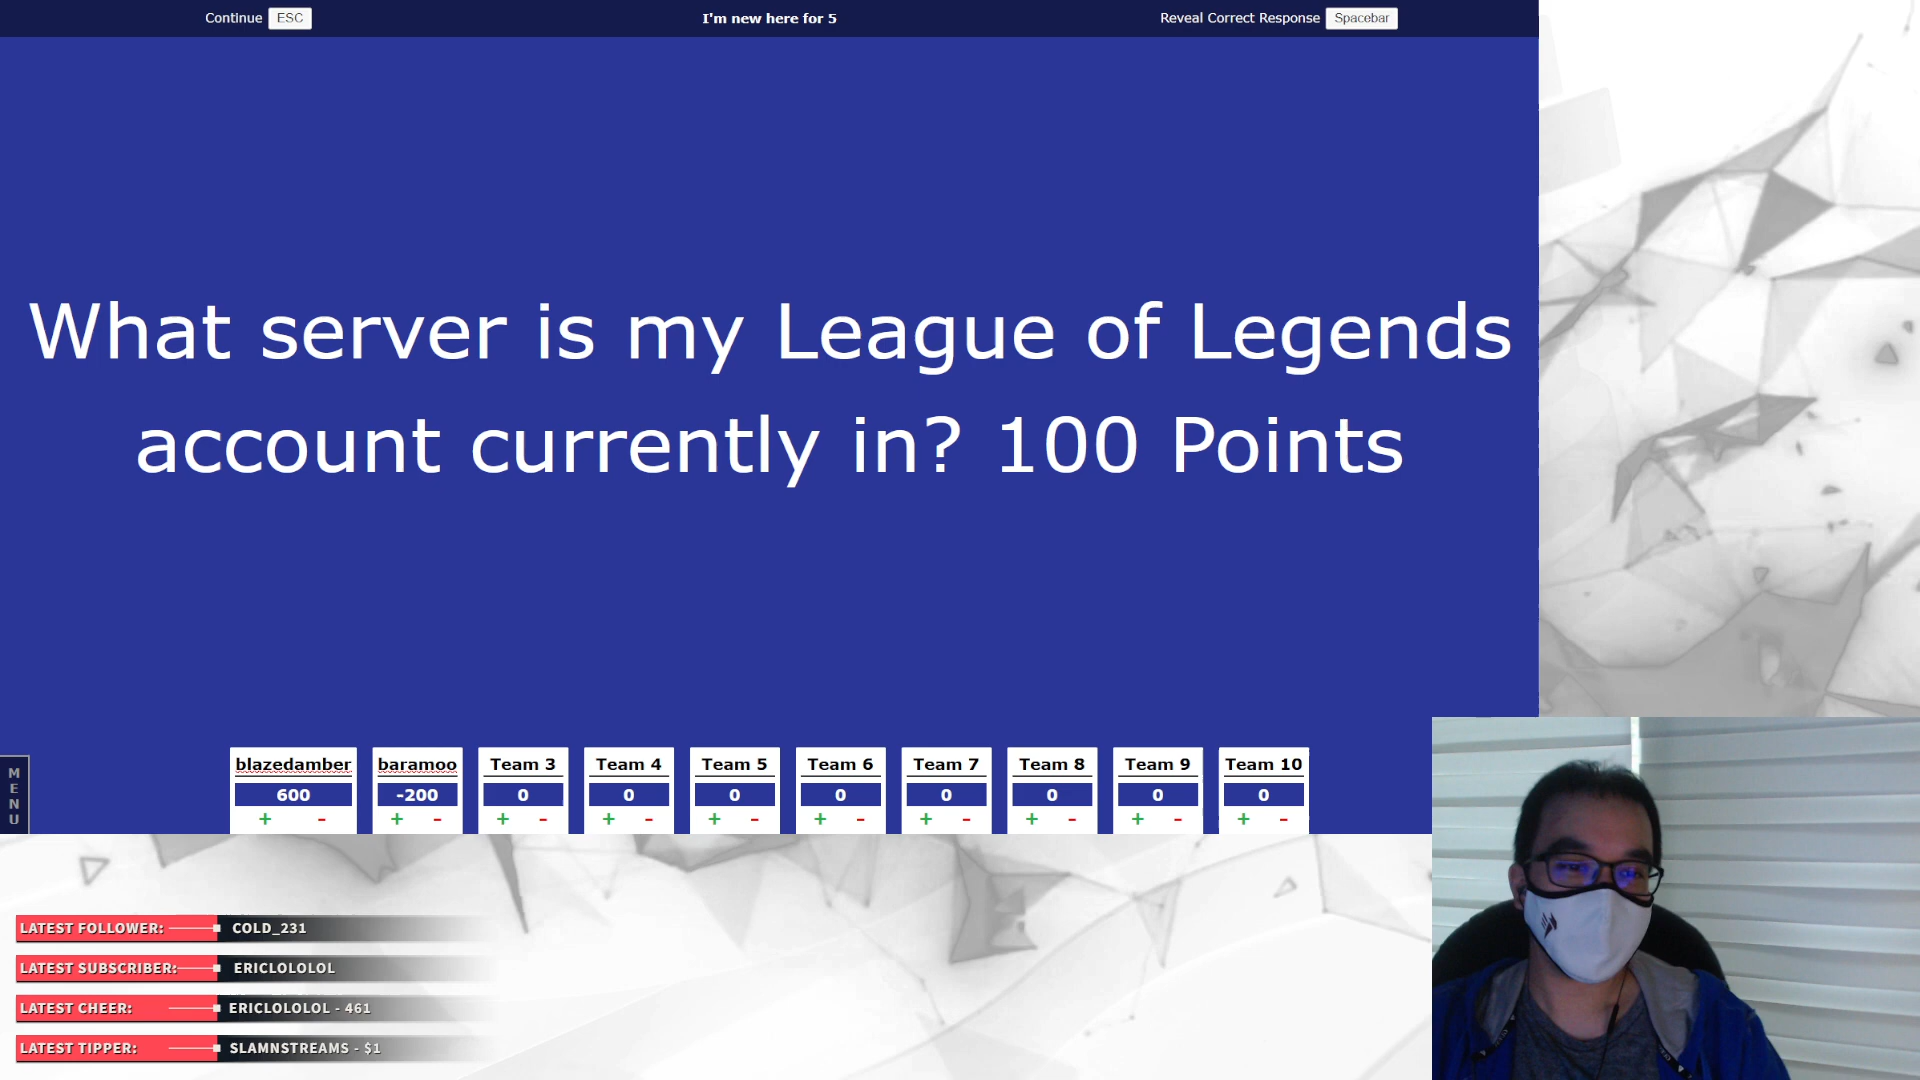 Continue ESC
I'm new here for 5
Reveal Correct Response Spacebar
What server is my League of Legends
account currently in? 100 Points
MENU
blazedamber baramoo Team 3 Team 4 Team 5 Team 6 Team 7 Team 8 Team 9 Team 10
600 -200 0 0 0 0 0 0 0 0
+ - + - + - + - + - + - + - + - + - + -
LATEST FOLLOWER: COLD_231
LATEST SUBSCRIBER: ERICLOLOLOL
LATEST CHEER: ERICLOLOLOL - 461
LATEST TIPPER: SLAMNSTREAMS - $1